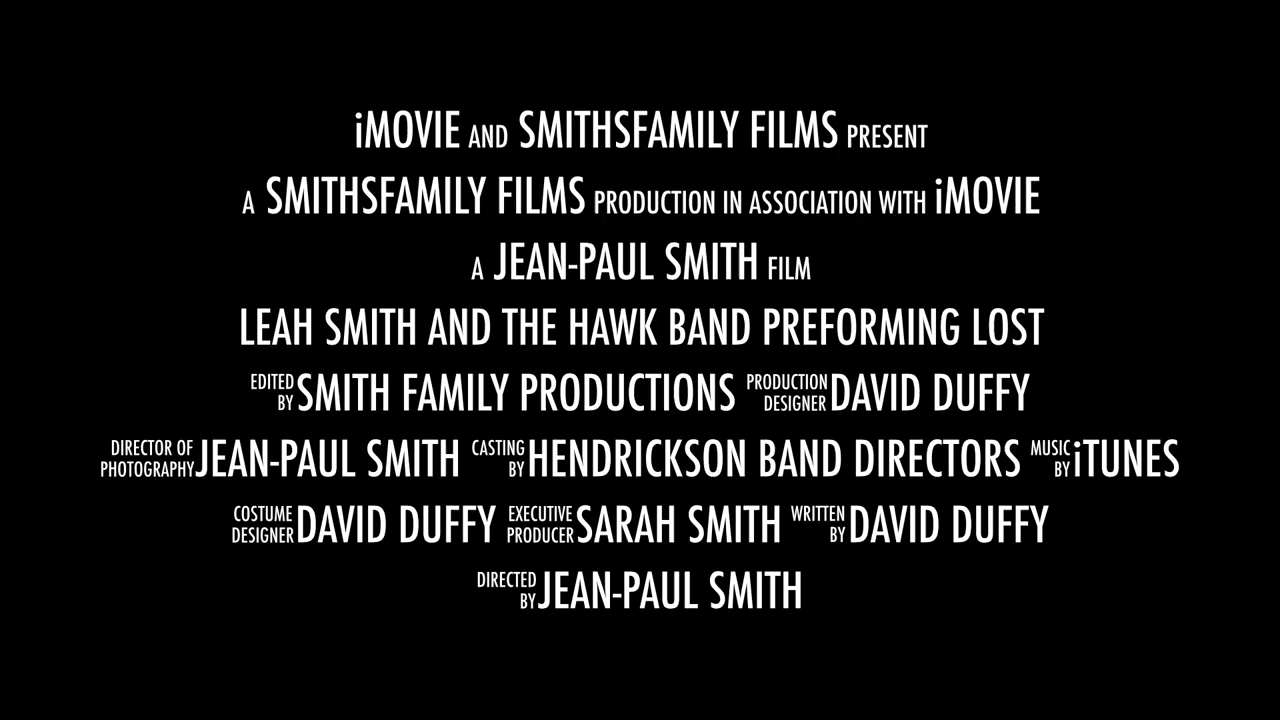 iMOVIE AND SMITHSFAMILY FILMS PRESENT
A SMITHSFAMILY FILMS PRODUCTION IN ASSOCIATION WITH iMOVIE
A JEAN-PAUL SMITH FILM
LEAH SMITH AND THE HAWK BAND PREFORMING LOST
EDITED BY SMITH FAMILY PRODUCTIONS PRODUCTION DESIGNER DAVID DUFFY
DIRECTOR OF PHOTOGRAPHY JEAN-PAUL SMITH CASTING BY HENDRICKSON BAND DIRECTORS MUSIC BY iTUNES
COSTUME DESIGNER DAVID DUFFY EXECUTIVE PRODUCER SARAH SMITH WRITTEN BY DAVID DUFFY
DIRECTED BY JEAN-PAUL SMITH